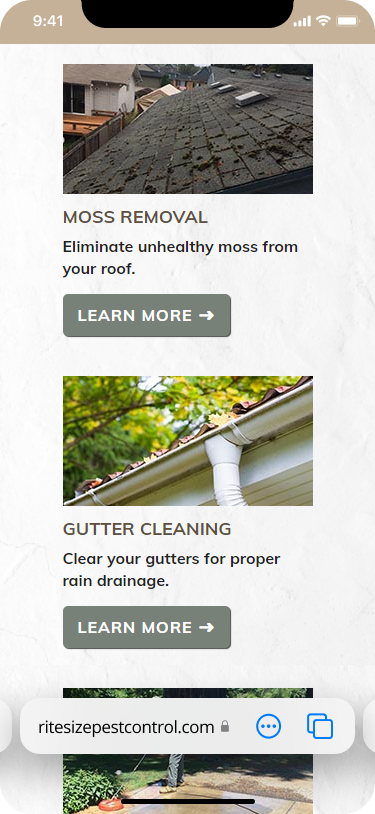 9:41
MOSS REMOVAL
Eliminate unhealthy moss from
your roof.
LEARN MORE ➔
GUTTER CLEANING
Clear your gutters for proper
rain drainage.
LEARN MORE ➔
ritesizepestcontrol.com